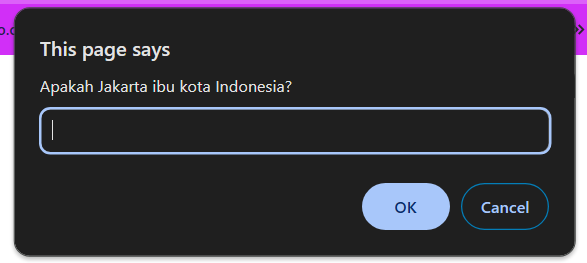 This page says
Apakah Jakarta ibu kota Indonesia?
OK
Cancel